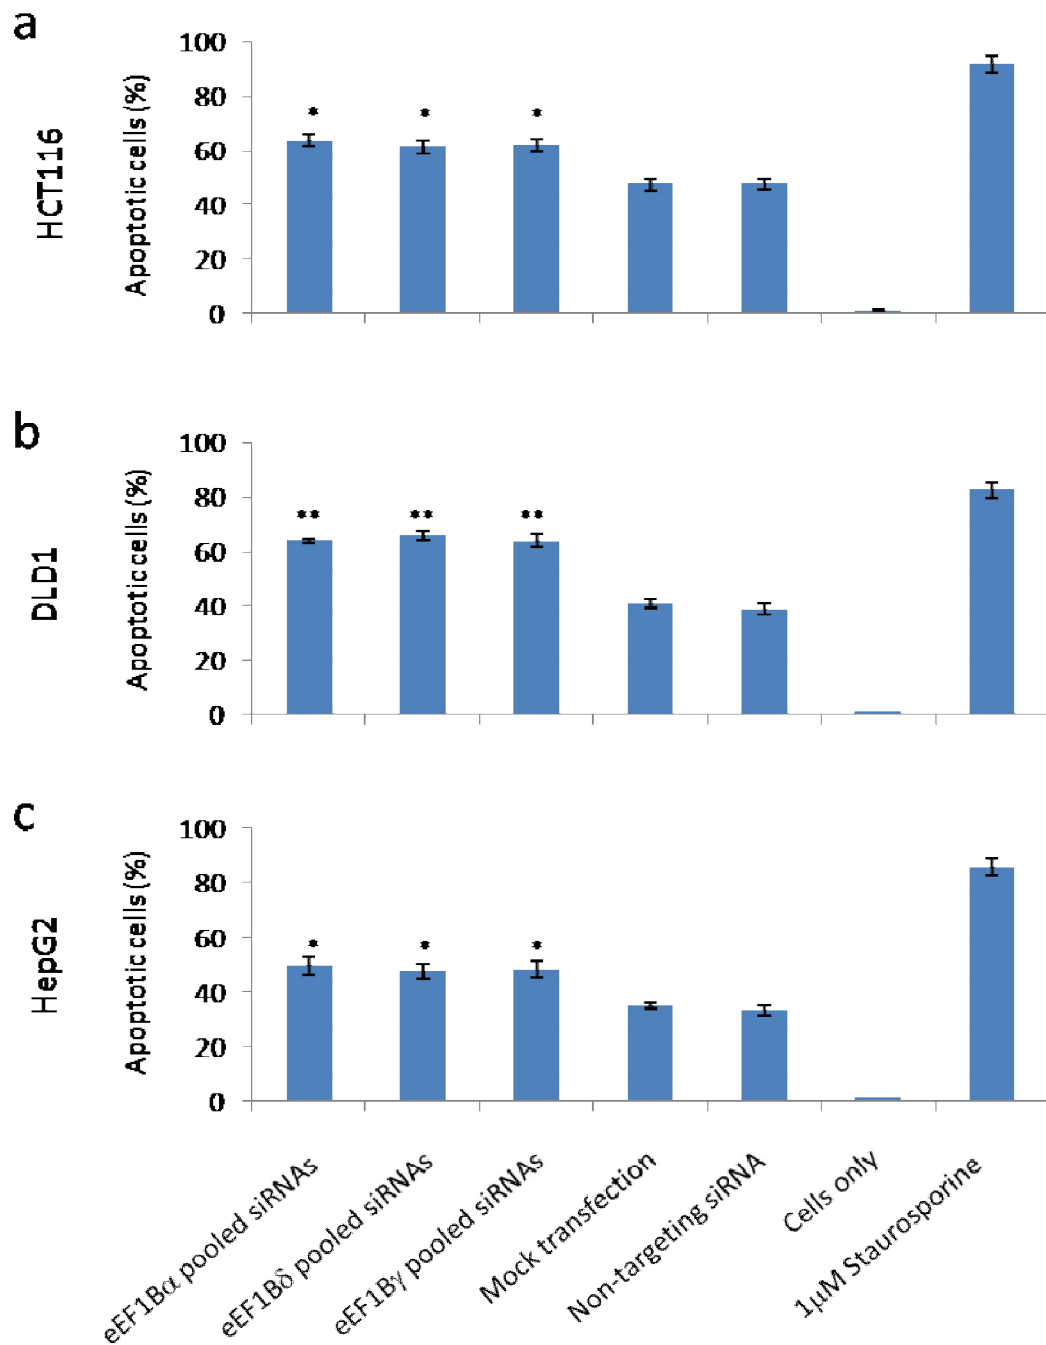 a
HCT116
Apoptotic cells (%)
100
80
60
40
20
0
*
*
*
b
DLD1
Apoptotic cells (%)
100
80
60
40
20
0
**
**
**
c
HepG2
Apoptotic cells (%)
100
80
60
40
20
0
*
*
*
eEF1Bα pooled siRNAs
eEF1Bδ pooled siRNAs
eEF1Bγ pooled siRNAs
Mock transfection
Non-targeting siRNA
Cells only
1μM Staurosporine